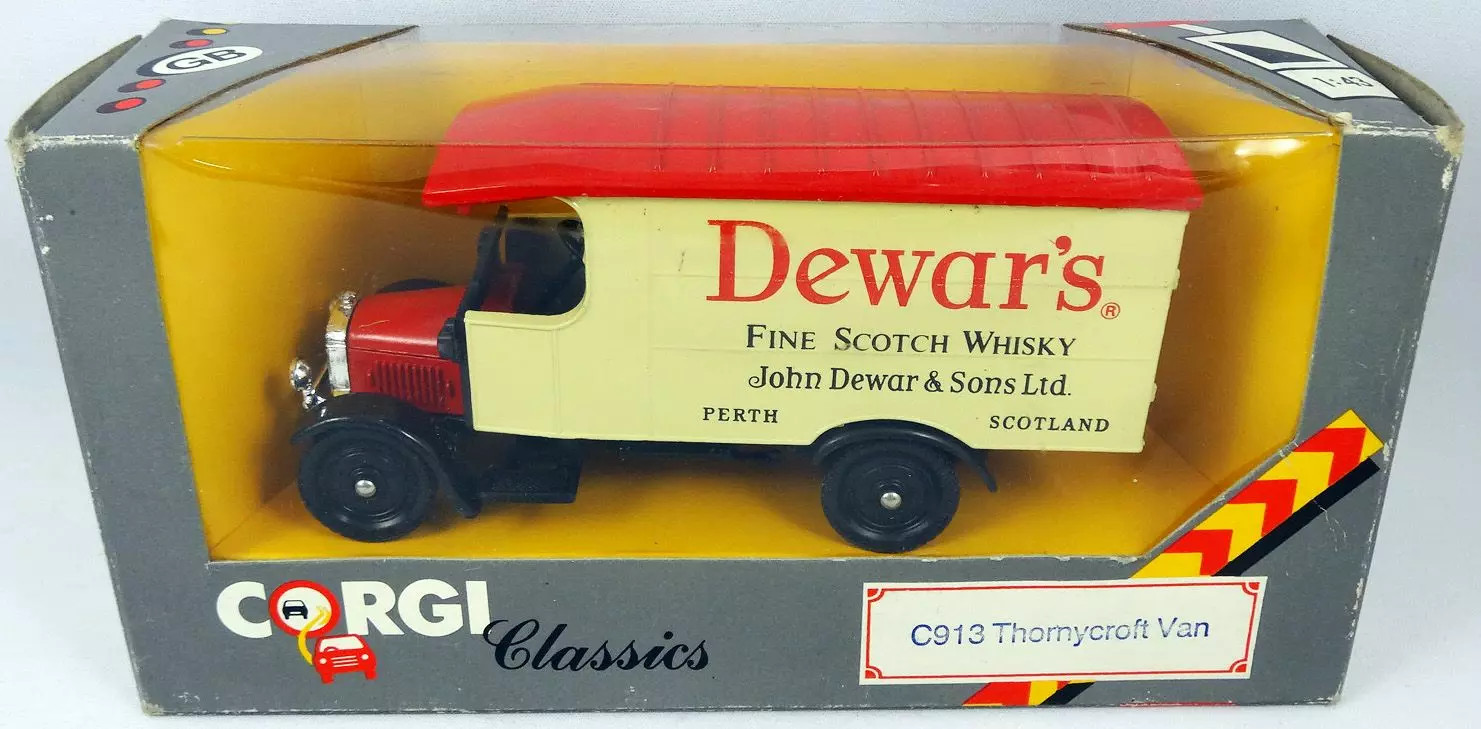 GB
1:43
Dewar's®
FINE SCOTCH WHISKY
John Dewar & Sons Ltd.
PERTH SCOTLAND
CORGI
Classics
C913 Thornycroft Van